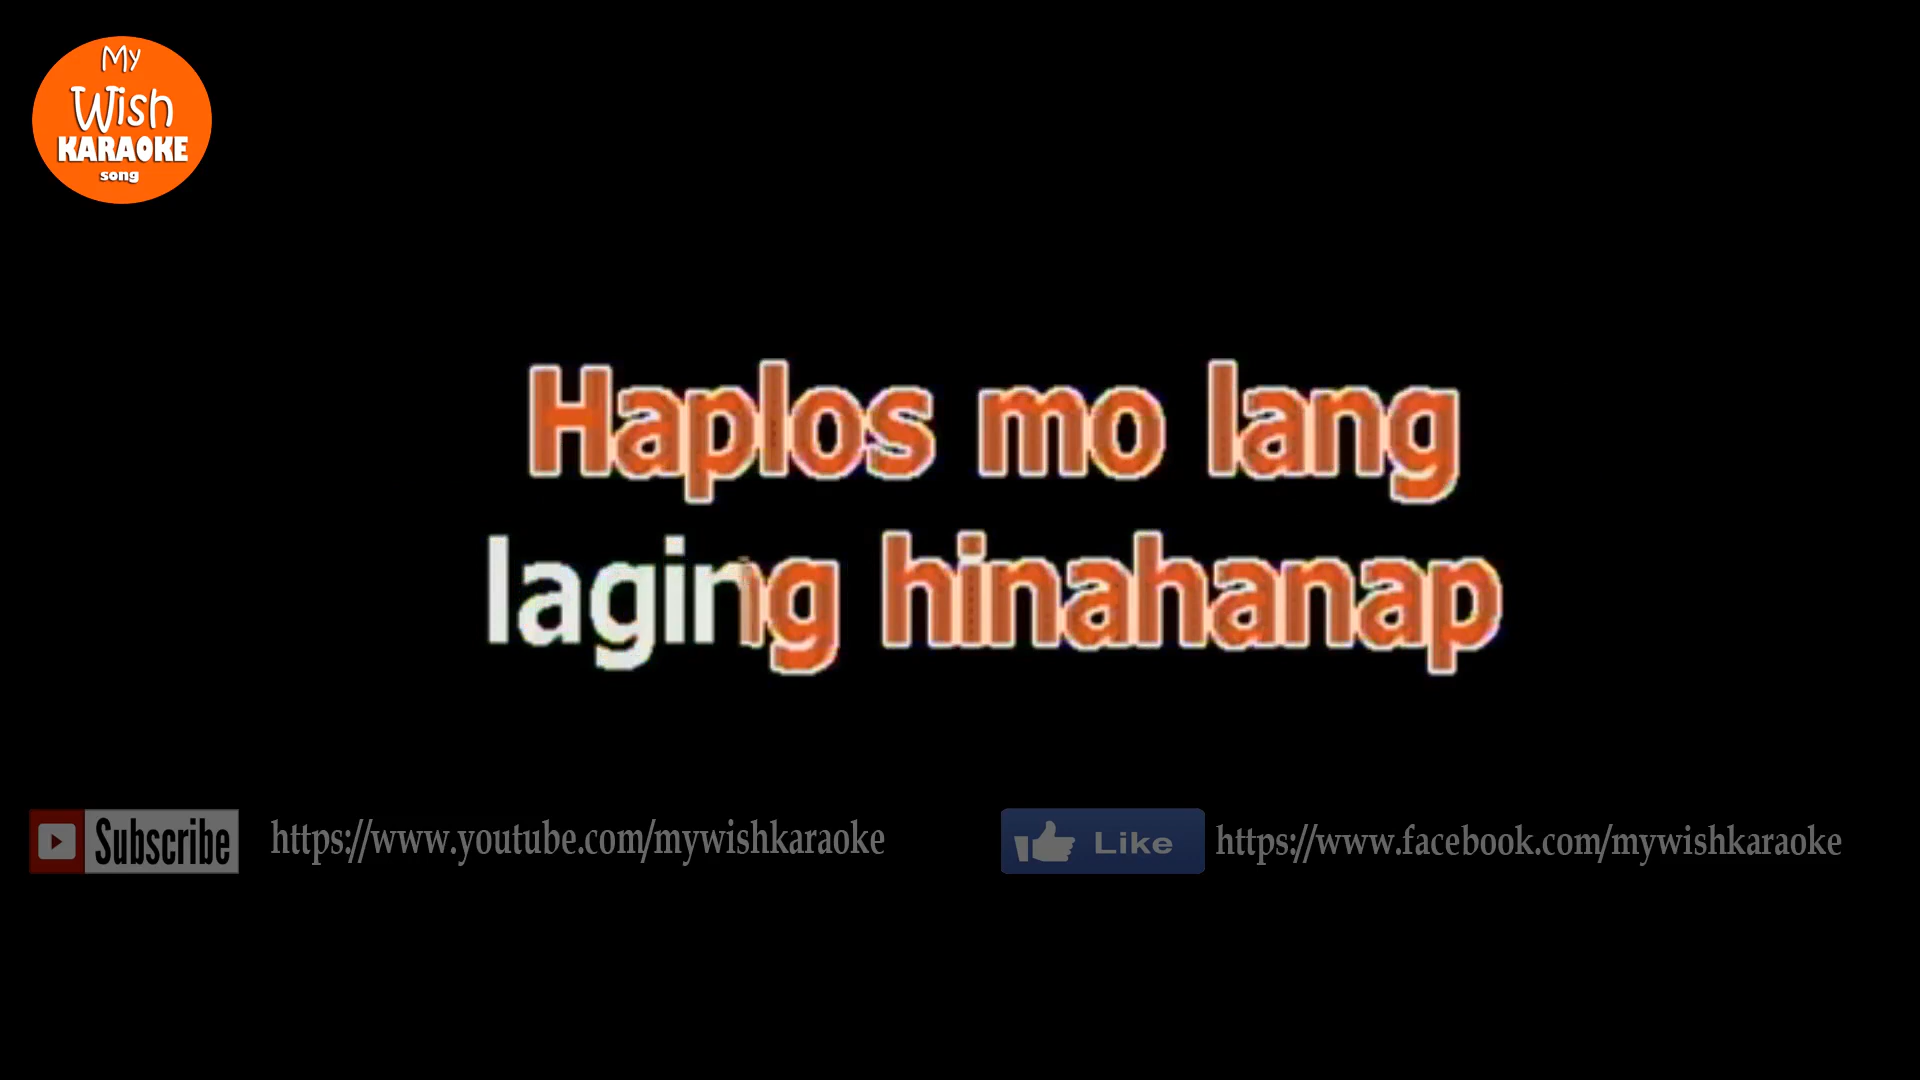 My
Wish
KARAOKE
song
Haplos mo lang
laging hinahanap
Subscribe https://www.youtube.com/mywishkaraoke
Like https://www.facebook.com/mywishkaraoke